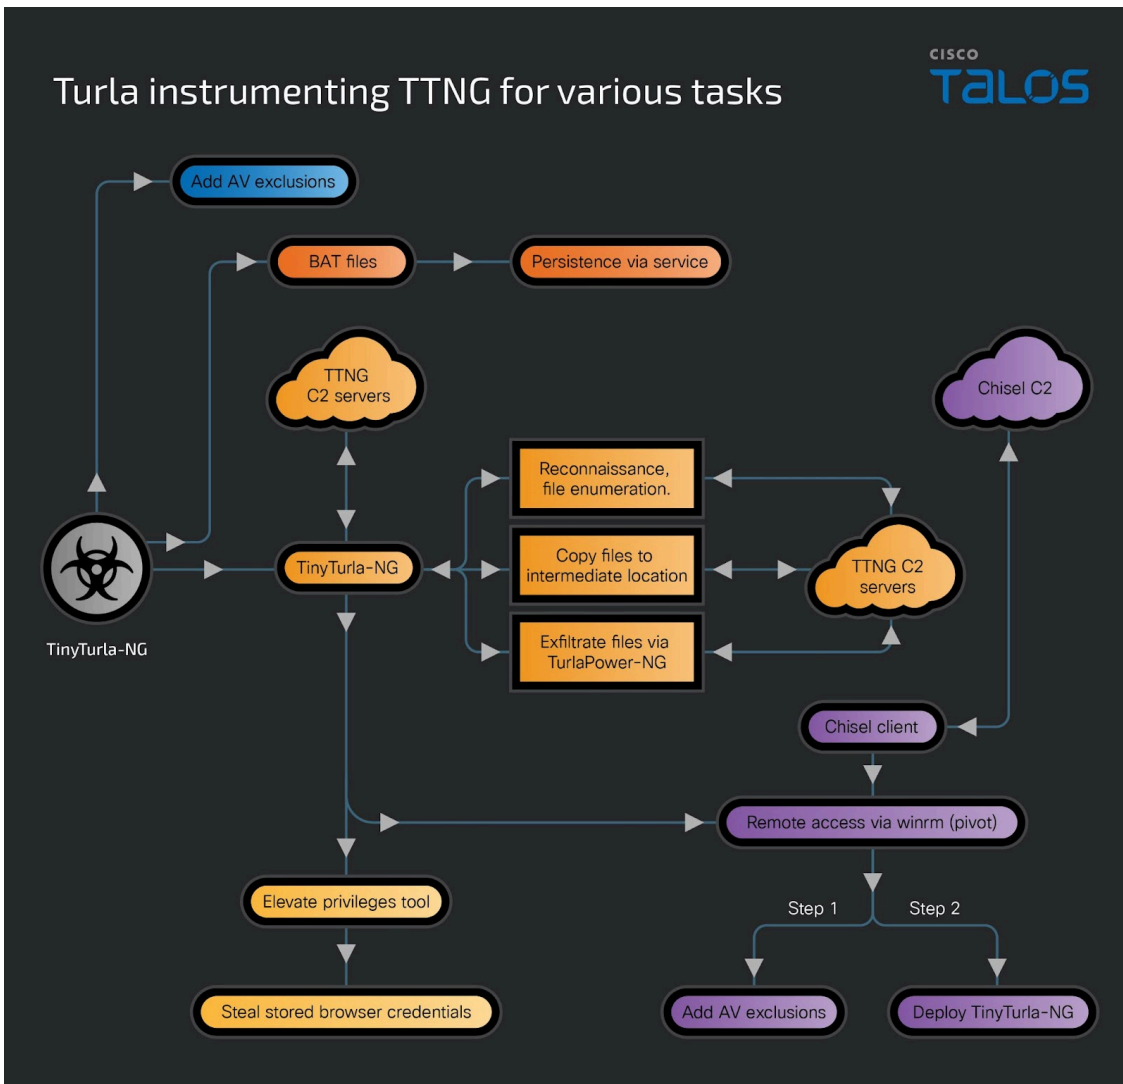 CISCO
TALOS
Turla instrumenting TTNG for various tasks
Add AV exclusions
BAT files
Persistence via service
TTNG
C2 servers
Chisel C2
Reconnaissance,
file enumeration.
TinyTurla-NG
Copy files to
intermediate location
TTNG C2
servers
TinyTurla-NG
Exfiltrate files via
TurlaPower-NG
Chisel client
Remote access via winrm (pivot)
Elevate privileges tool
Step 1
Step 2
Steal stored browser credentials
Add AV exclusions
Deploy TinyTurla-NG